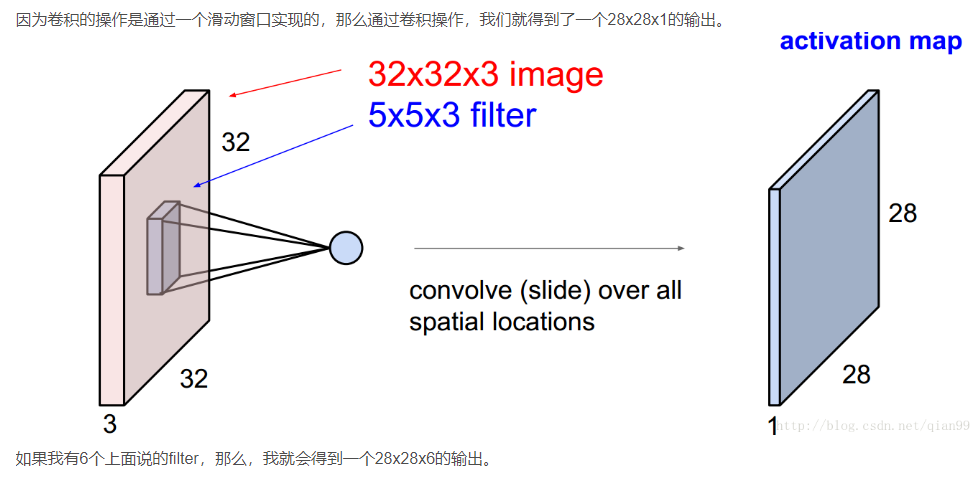 因为卷积的操作是通过一个滑动窗口实现的，那么通过卷积操作，我们就得到了一个28x28x1的输出。
activation map
32x32x3 image
5x5x3 filter
32
28
convolve (slide) over all
spatial locations
32
28
3
1
http://blog.csdn.net/qian99
如果我有6个上面说的filter，那么，我就会得到一个28x28x6的输出。